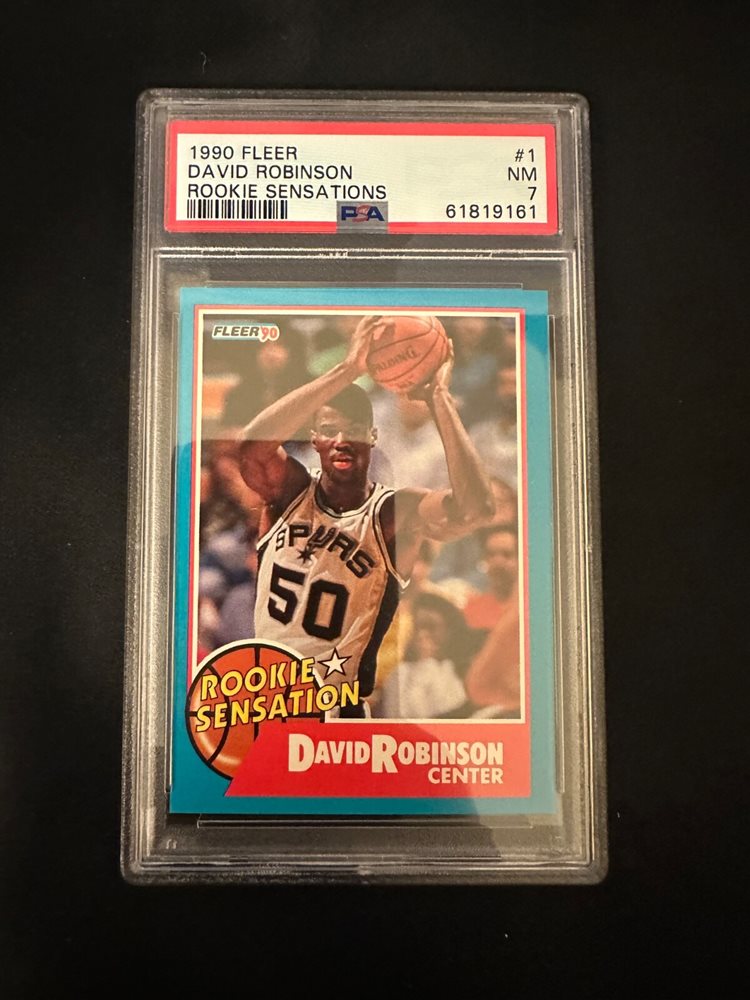 1990 FLEER #1
DAVID ROBINSON NM
ROOKIE SENSATIONS 7
PSA 61819161
FLEER'90
SPALDING
SPURS
50
ROOKIE
SENSATION
DAVID ROBINSON
CENTER